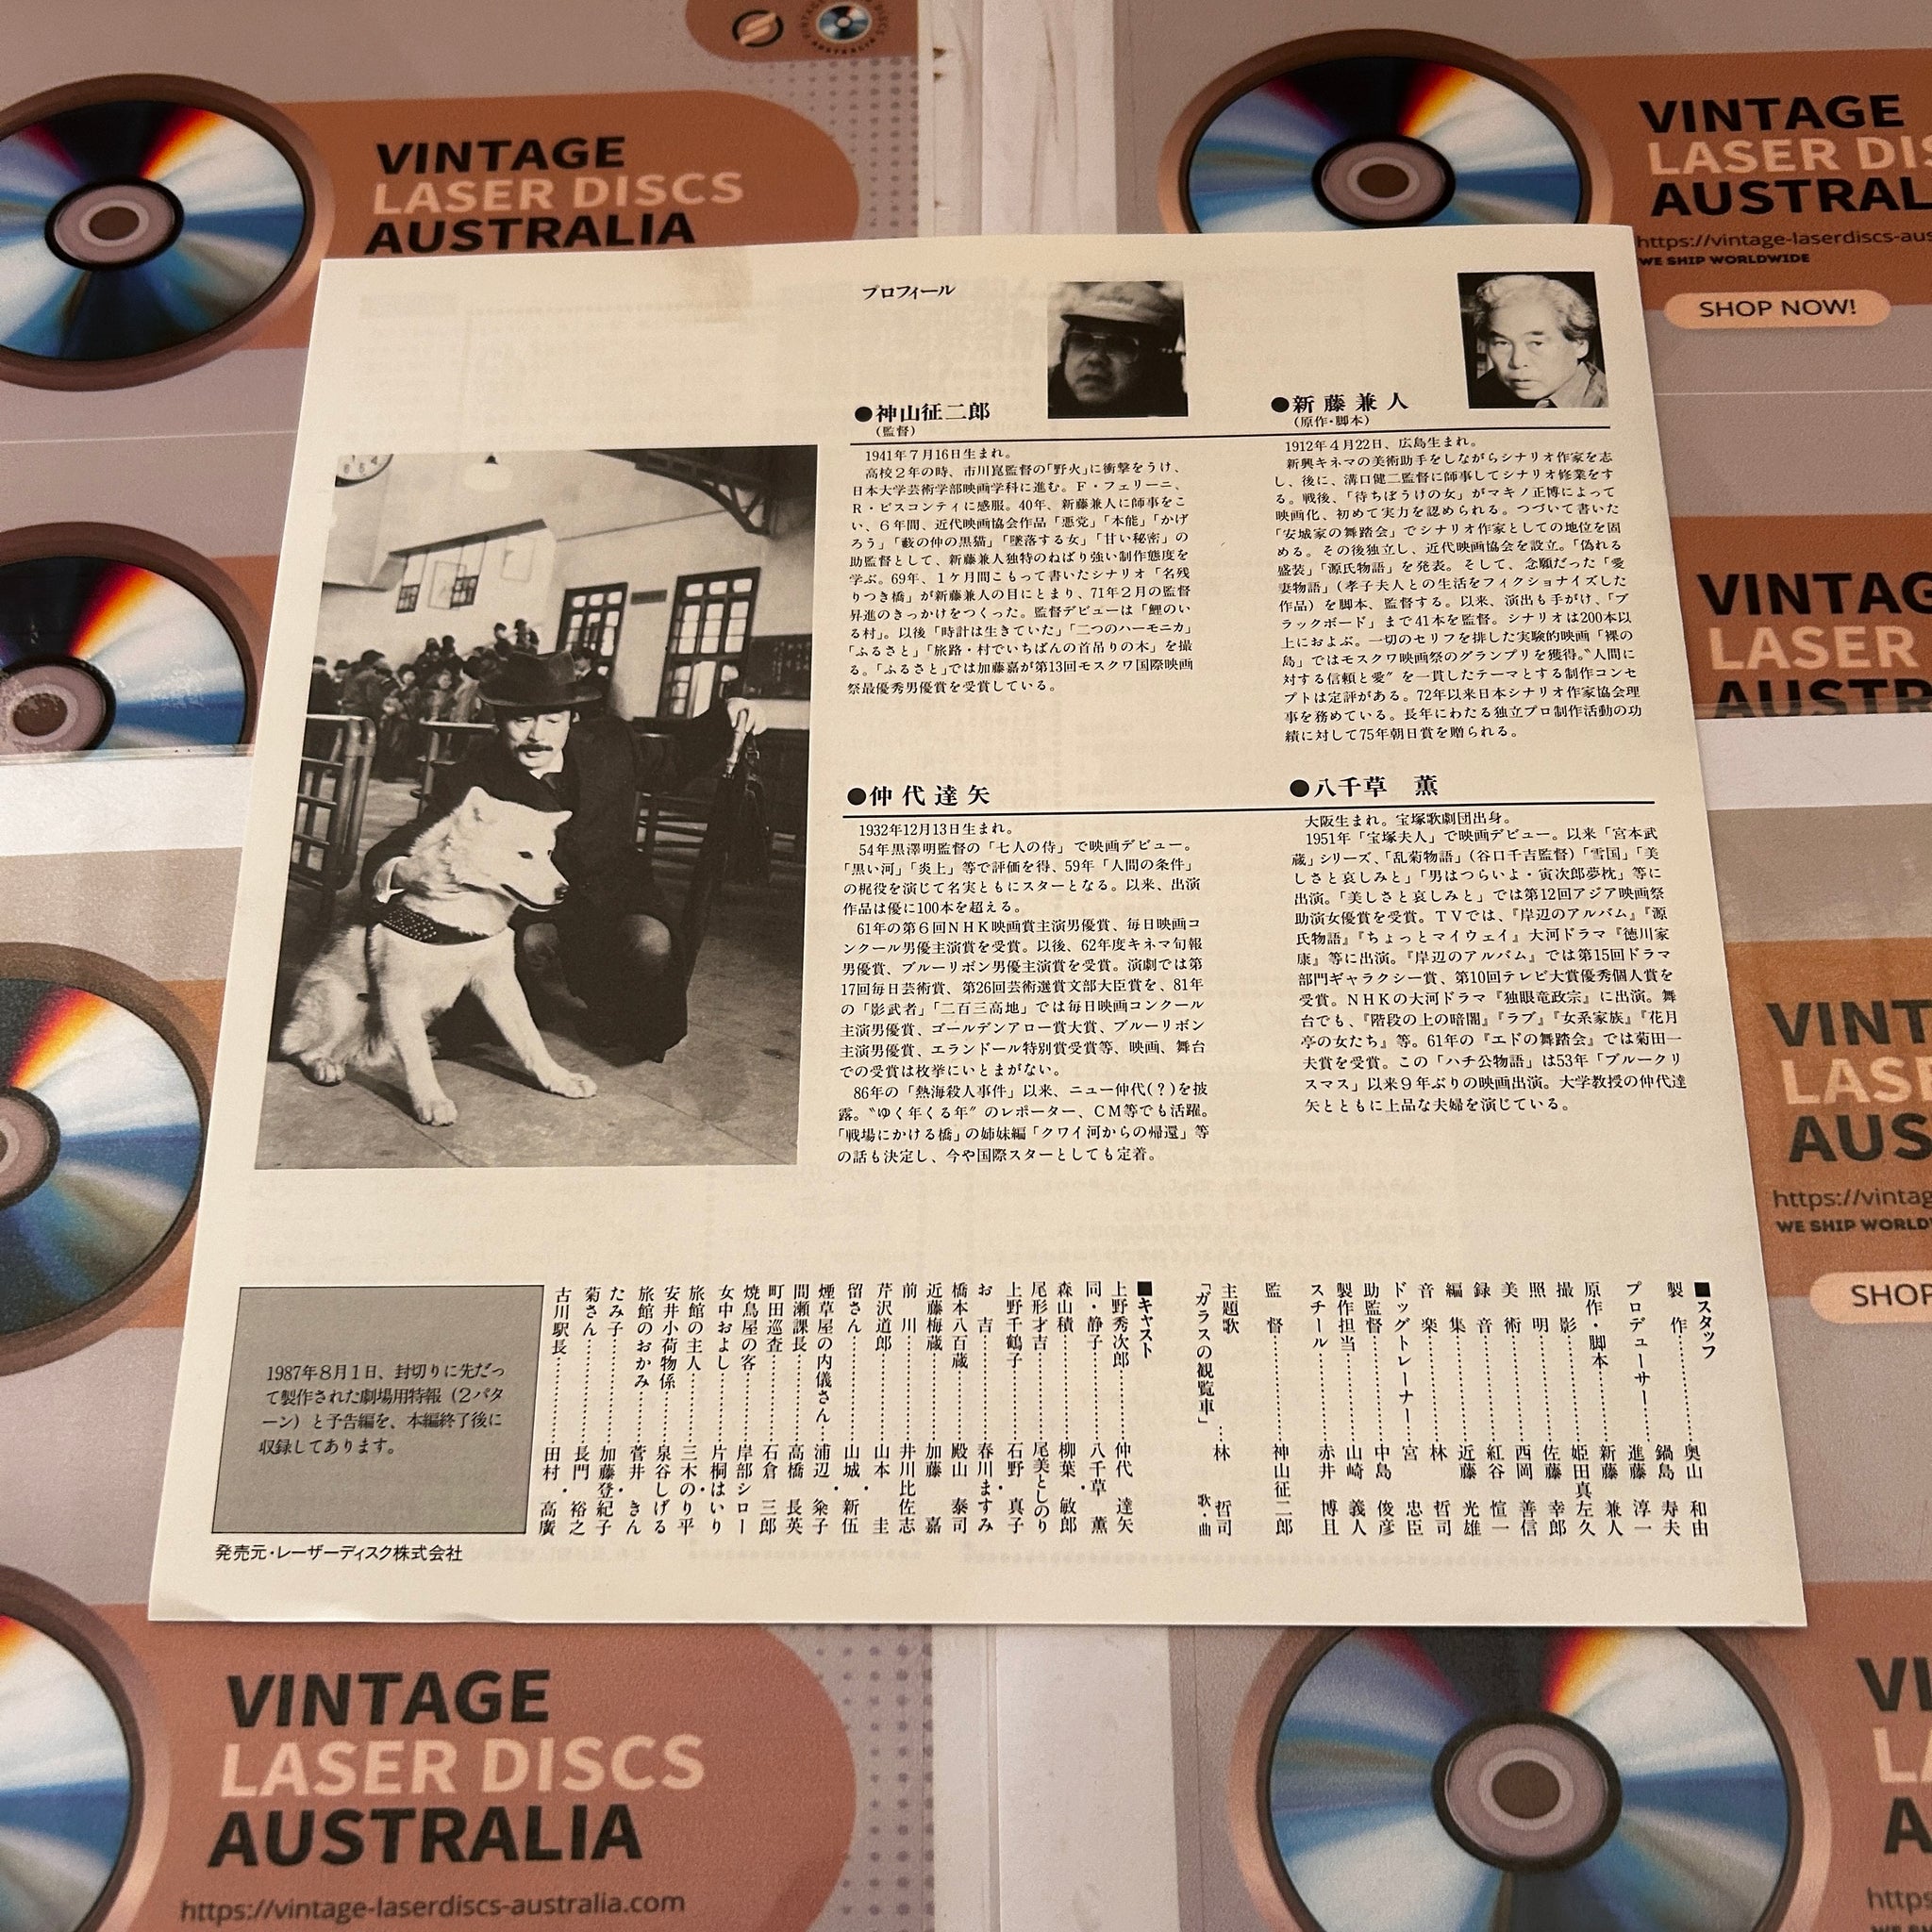 VINTAGE
LASER DISCS
AUSTRALIA
VINTAGE
LASER DIS
AUSTRAL
https://vintage-laserdiscs-aus
WE SHIP WORLDWIDE
SHOP NOW!
プロフィール
●神山征二郎
(監督)
1941年7月16日生まれ。
高校2年の時、市川崑監督の「野火」に衝撃をうけ、
日本大学芸術学部映画学科に進む。F・フェリーニ、
R・ビスコンティに感服。40年、新藤兼人に師事をこ
い、6年間、近代映画協会作品「悪党」「本能」「かげ
ろう」「藪の仲の黒猫」「墜落する女」「甘い秘密」の
助監督として、新藤兼人独特のねばり強い制作態度を
学ぶ。69年、1ケ月間こもって書いたシナリオ「名残
りつき橋」が新藤兼人の目にとまり、71年2月の監督
昇進のきっかけをつくった。監督デビューは「鯉のい
る村」。以後「時計は生きていた」「二つのハーモニカ」
「ふるさと」「旅路・村でいちばんの首吊りの木」を撮
る。「ふるさと」では加藤嘉が第13回モスクワ国際映画
祭最優秀男優賞を受賞している。
●新藤兼人
(原作・脚本)
1912年4月22日、広島生まれ。
新興キネマの美術助手をしながらシナリオ作家を志
し、後に、溝口健二監督に師事してシナリオ修業をす
る。戦後、「待ちぼうけの女」がマキノ正博によって
映画化、初めて実力を認められる。つづいて書いた
「安城家の舞踏会」でシナリオ作家としての地位を固
める。その後独立し、近代映画協会を設立。「偽れる
盛装」「源氏物語」を発表。そして、念願だった「愛
妻物語」(孝子夫人との生活をフィクショナイズした
作品)を脚本、監督する。以来、演出も手がけ、「ブ
ラックボード」まで41本を監督。シナリオは200本以
上におよぶ。一切のセリフを排した実験的映画「裸の
島」ではモスクワ映画祭のグランプリを獲得。〝人間に
対する信頼と愛〞を一貫したテーマとする制作コンセ
プトは定評がある。72年以来日本シナリオ作家協会理
事を務めている。長年にわたる独立プロ制作活動の功
績に対して75年朝日賞を贈られる。
●仲代達矢
1932年12月13日生まれ。
54年黒澤明監督の「七人の侍」で映画デビュー。
「黒い河」「炎上」等で評価を得、59年「人間の条件」
の梶役を演じて名実ともにスターとなる。以来、出演
作品は優に100本を超える。
61年の第6回NHK映画賞主演男優賞、毎日映画コ
ンクール男優主演賞を受賞。以後、62年度キネマ旬報
男優賞、ブルーリボン男優主演賞を受賞。演劇では第
17回毎日芸術賞、第26回芸術選賞文部大臣賞を、81年
の「影武者」「二百三高地」では毎日映画コンクール
主演男優賞、ゴールデンアロー賞大賞、ブルーリボン
主演男優賞、エランドール特別賞受賞等、映画、舞台
での受賞は枚挙にいとまがない。
86年の「熱海殺人事件」以来、ニュー仲代(?)を披
露。〝ゆく年くる年〞のレポーター、CM等でも活躍。
「戦場にかける橋」の姉妹編「クワイ河からの帰還」等
の話も決定し、今や国際スターとしても定着。
●八千草 薫
大阪生まれ。宝塚歌劇団出身。
1951年「宝塚夫人」で映画デビュー。以来「宮本武
蔵」シリーズ、「乱菊物語」(谷口千吉監督)「雪国」「美
しさと哀しみと」「男はつらいよ・寅次郎夢枕」等に
出演。「美しさと哀しみと」では第12回アジア映画祭
助演女優賞を受賞。TVでは、『岸辺のアルバム』『源
氏物語』『ちょっとマイウェイ』大河ドラマ『徳川家
康』等に出演。『岸辺のアルバム』では第15回ドラマ
部門ギャラクシー賞、第10回テレビ大賞優秀個人賞を
受賞。NHKの大河ドラマ『独眼竜政宗』に出演。舞
台でも、『階段の上の暗闇』『ラブ』『女系家族』『花月
亭の女たち』等。61年の『エドの舞踏会』では菊田一
夫賞を受賞。この「ハチ公物語」は53年「ブルークリ
スマス」以来9年ぶりの映画出演。大学教授の仲代達
矢とともに上品な夫婦を演じている。
■スタッフ
製作……奥山 和由
鍋島 寿夫
プロデューサー……進藤 淳一
原作・脚本……新藤 兼人
撮影……姫田真左久
照明……佐藤 幸郎
美術……西岡 善信
録音……紅谷 愃一
編集……近藤 光雄
音楽……林 哲司
ドッグトレーナー……宮 忠臣
助監督……中島 俊彦
製作担当……山崎 義人
スチール……赤井 博且
監督……神山征二郎
主題歌
「ガラスの観覧車」……林 哲司
歌・曲
■キャスト
上野秀次郎……仲代 達矢
同・静子……八千草 薫
森山積……柳葉 敏郎
尾形才吉……尾美としのり
上野千鶴子……石野 真子
お吉……春川ますみ
橋本八百蔵……殿山 泰司
近藤梅蔵……加藤 嘉
前川……井川比佐志
芹沢道郎……山本 圭
留さん……山城 新伍
煙草屋の内儀さん……浦辺 粂子
間瀬課長……高橋 長英
町田巡査……石倉 三郎
焼鳥屋の客……岸部シロー
女中およし……片桐はいり
旅館の主人……三木のり平
安井小荷物係……泉谷しげる
旅館のおかみ……菅井 きん
たみ子……加藤登紀子
菊さん……長門 裕之
古川駅長……田村 高廣
1987年8月1日、封切りに先だっ
て製作された劇場用特報(2パタ
ーン)と予告編を、本編終了後に
収録してあります。
発売元・レーザーディスク株式会社
VINTAG
LASER
AUSTR
VINT
LASE
AUS
https://vintag
WE SHIP WORLD
SHOP
VINTAGE
LASER DISCS
AUSTRALIA
https://vintage-laserdiscs-australia.com
VI
LA
A
https